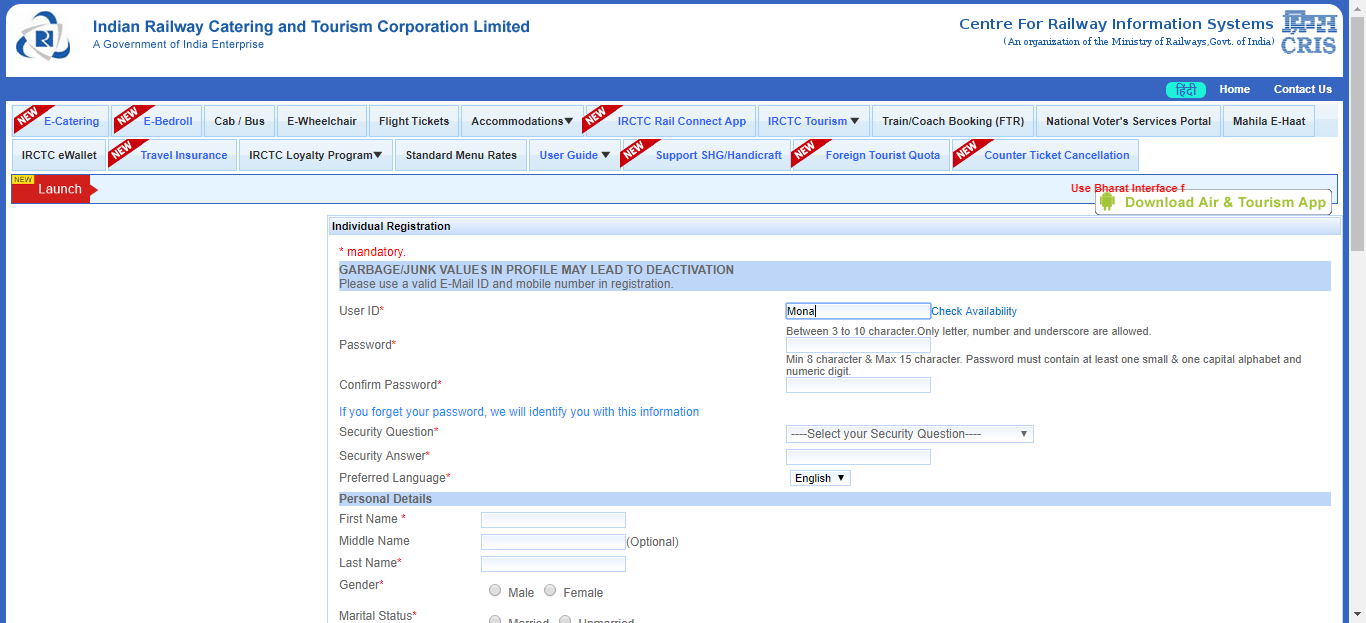 Indian Railway Catering and Tourism Corporation Limited
A Government of India Enterprise
Centre For Railway Information Systems
(An organization of the Ministry of Railways,Govt. of India)
क्रिस
CRIS
हिंदी Home Contact Us
NEW E-Catering NEW E-Bedroll Cab / Bus E-Wheelchair Flight Tickets Accommodations▼ NEW IRCTC Rail Connect App IRCTC Tourism ▼ Train/Coach Booking (FTR) National Voter's Services Portal Mahila E-Haat
IRCTC eWallet NEW Travel Insurance IRCTC Loyalty Program▼ Standard Menu Rates User Guide ▼ NEW Support SHG/Handicraft NEW Foreign Tourist Quota NEW Counter Ticket Cancellation
NEW
Launch
Use Bharat Interface f
Download Air & Tourism App
Individual Registration
* mandatory.
GARBAGE/JUNK VALUES IN PROFILE MAY LEAD TO DEACTIVATION
Please use a valid E-Mail ID and mobile number in registration.
User ID* Mona Check Availability
Between 3 to 10 character.Only letter, number and underscore are allowed.
Password*
Min 8 character & Max 15 character. Password must contain at least one small & one capital alphabet and
numeric digit.
Confirm Password*
If you forget your password, we will identify you with this information
Security Question* ----Select your Security Question---- ▼
Security Answer*
Preferred Language* English ▼
Personal Details
First Name *
Middle Name (Optional)
Last Name*
Gender* Male Female
Marital Status* Married Unmarried